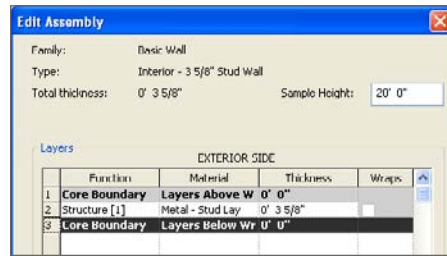 Edit Assembly
Family: Basic Wall
Type: Interior - 3 5/8" Stud Wall
Total thickness: 0' 3 5/8" Sample Height: 20' 0"
Layers
EXTERIOR SIDE
Function Material Thickness Wraps
1 Core Boundary Layers Above W 0' 0"
2 Structure [1] Metal - Stud Lay 0' 3 5/8"
3 Core Boundary Layers Below Wr 0' 0"